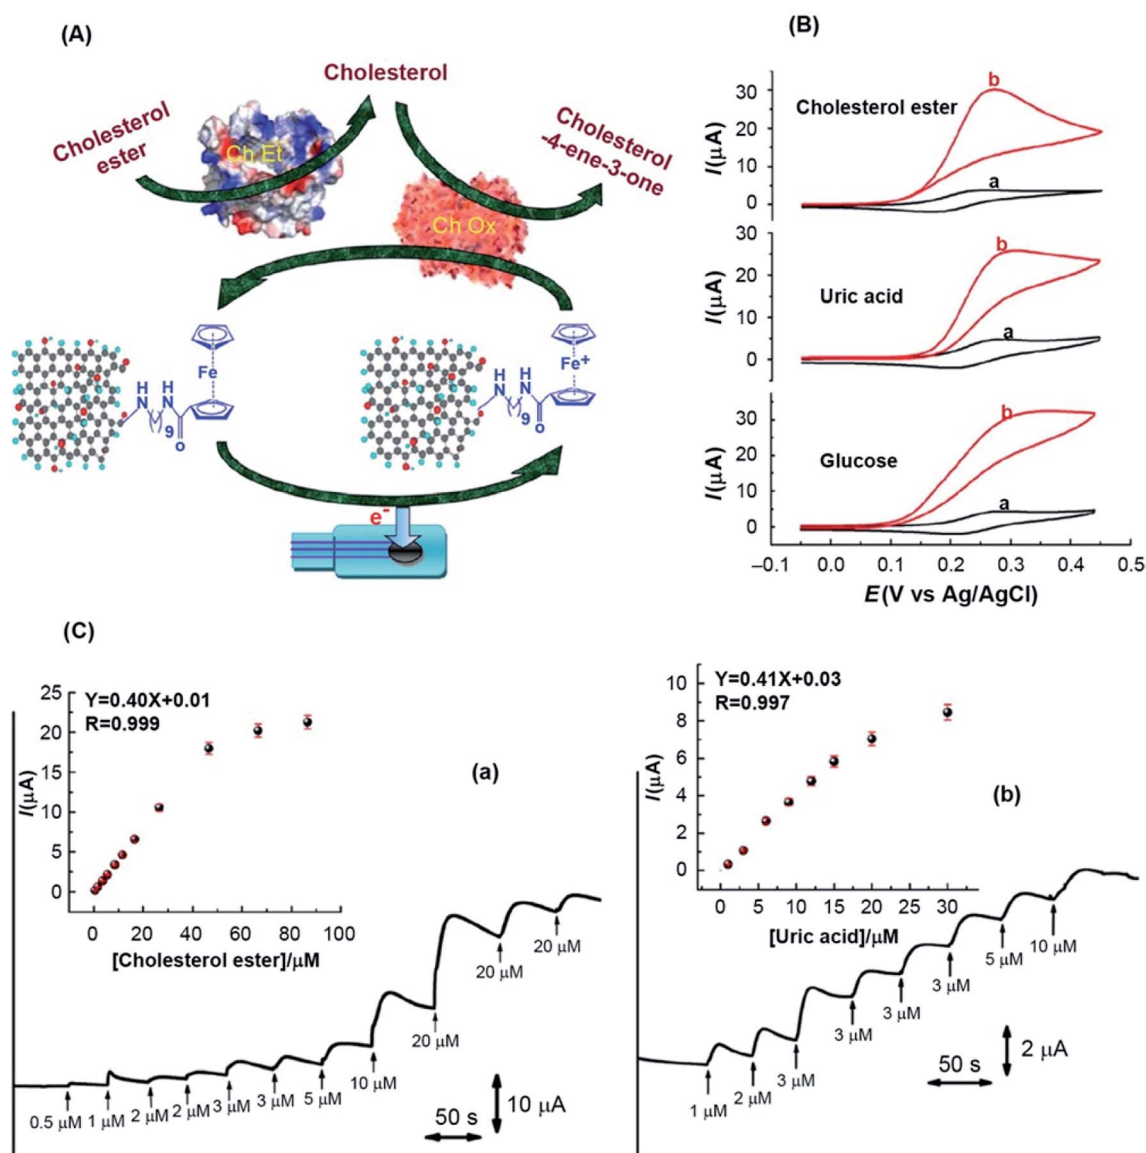 (A)
Cholesterol
Cholesterol
ester
Ch Et
Cholesterol
-4-ene-3-one
Ch Ox
Fe
H
N
H
N
9
O
Fe+
H
N
H
N
9
O
e-
(B)
I(μA)
30
20
10
0
Cholesterol ester
b
a
I(μA)
30
20
10
0
Uric acid
b
a
I(μA)
30
20
10
0
Glucose
b
a
–0.1 0.0 0.1 0.2 0.3 0.4 0.5
E(V vs Ag/AgCl)
(C)
Y=0.40X+0.01
R=0.999
I(μA)
25
20
15
10
5
0
0 20 40 60 80 100
[Cholesterol ester]/μM
(a)
0.5 μM
1 μM
2 μM
2 μM
3 μM
3 μM
5 μM
10 μM
20 μM
20 μM
20 μM
50 s
10 μA
Y=0.41X+0.03
R=0.997
I(μA)
10
8
6
4
2
0
0 5 10 15 20 25 30
[Uric acid]/μM
(b)
1 μM
2 μM
3 μM
3 μM
3 μM
3 μM
5 μM
10 μM
50 s
2 μA